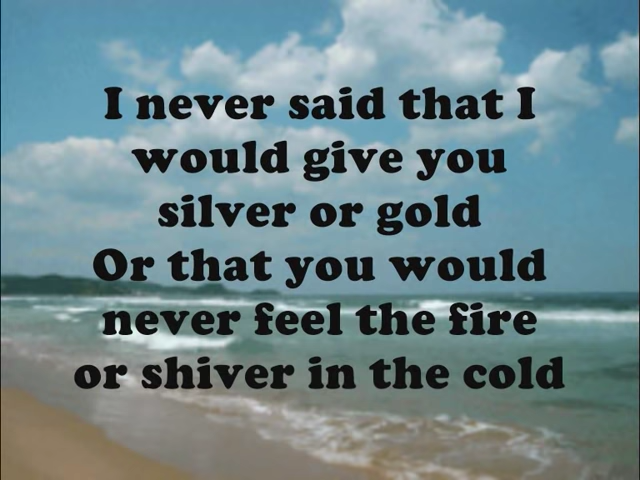 I never said that I
would give you
silver or gold
Or that you would
never feel the fire
or shiver in the cold